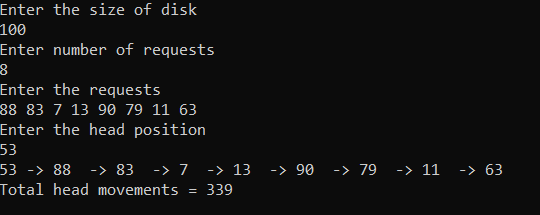 Enter the size of disk
100
Enter number of requests
8
Enter the requests
88 83 7 13 90 79 11 63
Enter the head position
53
53 -> 88  -> 83  -> 7  -> 13  -> 90  -> 79  -> 11  -> 63
Total head movements = 339